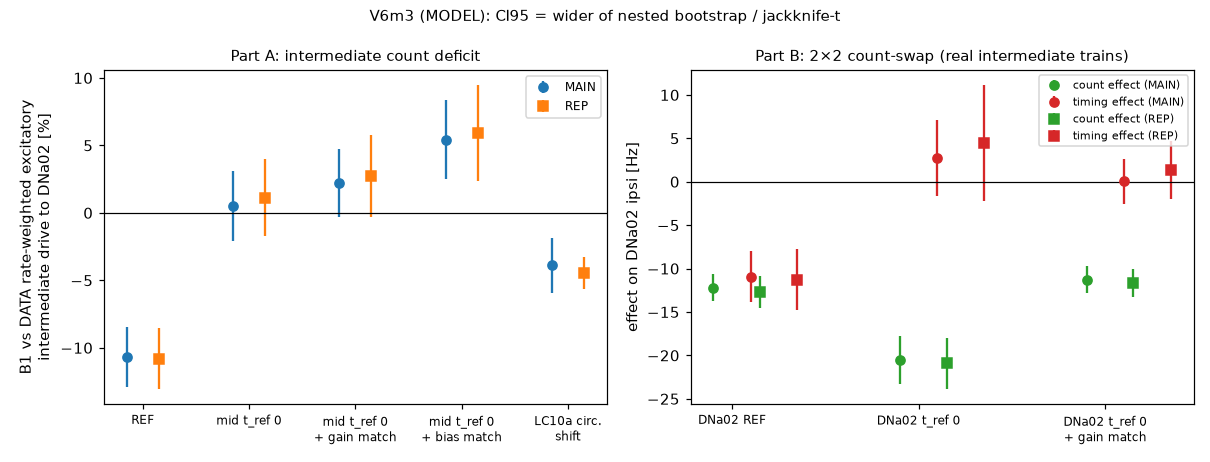 V6m3 (MODEL): CI95 = wider of nested bootstrap / jackknife-t
Part A: intermediate count deficit
B1 vs DATA rate-weighted excitatory
intermediate drive to DNa02 [%]
10
5
0
−5
−10
MAIN
REP
REF
mid t_ref 0
mid t_ref 0
+ gain match
mid t_ref 0
+ bias match
LC10a circ.
shift
Part B: 2×2 count-swap (real intermediate trains)
effect on DNa02 ipsi [Hz]
10
5
0
−5
−10
−15
−20
−25
count effect (MAIN)
timing effect (MAIN)
count effect (REP)
timing effect (REP)
DNa02 REF
DNa02 t_ref 0
DNa02 t_ref 0
+ gain match